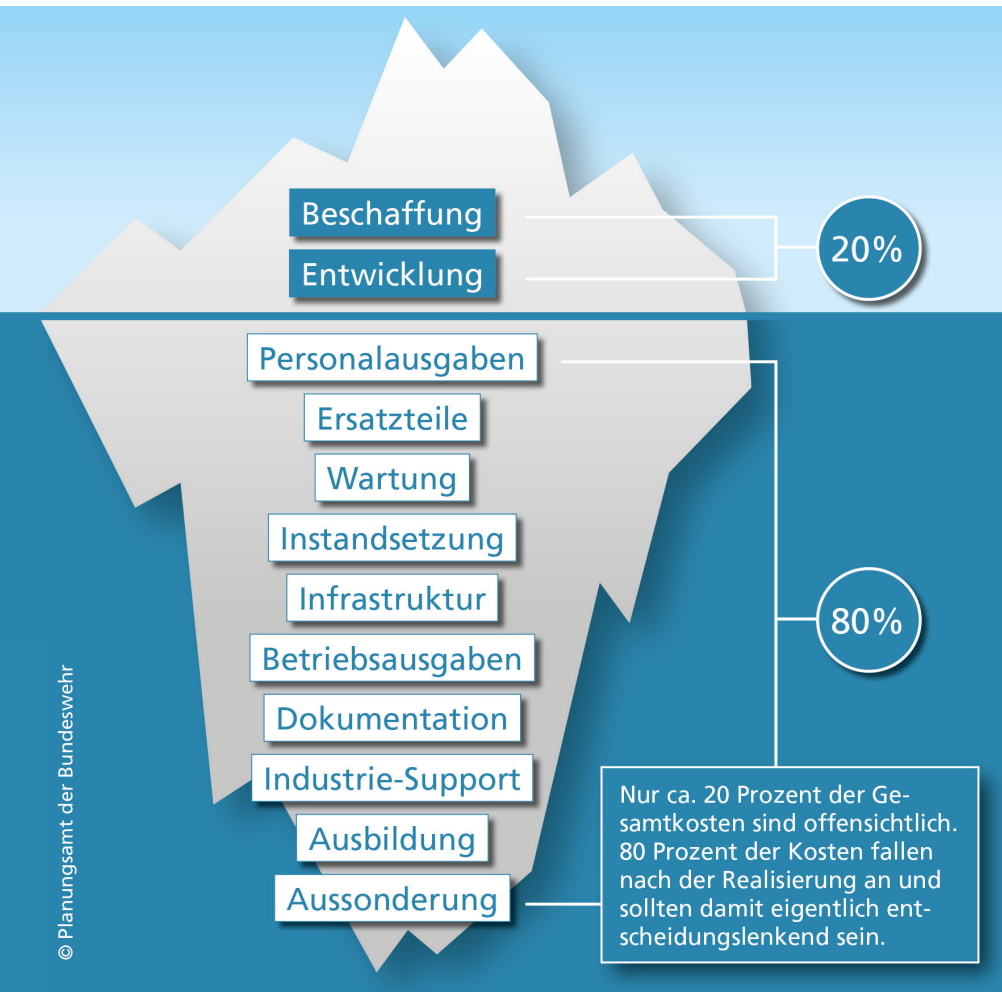 Beschaffung
20%
Entwicklung
Personalausgaben
Ersatzteile
Wartung
Instandsetzung
Infrastruktur
80%
Betriebsausgaben
Dokumentation
Industrie-Support
Ausbildung
Aussonderung
Nur ca. 20 Prozent der Ge-
samtkosten sind offensichtlich.
80 Prozent der Kosten fallen
nach der Realisierung an und
sollten damit eigentlich ent-
scheidungslenkend sein.
© Planungsamt der Bundeswehr